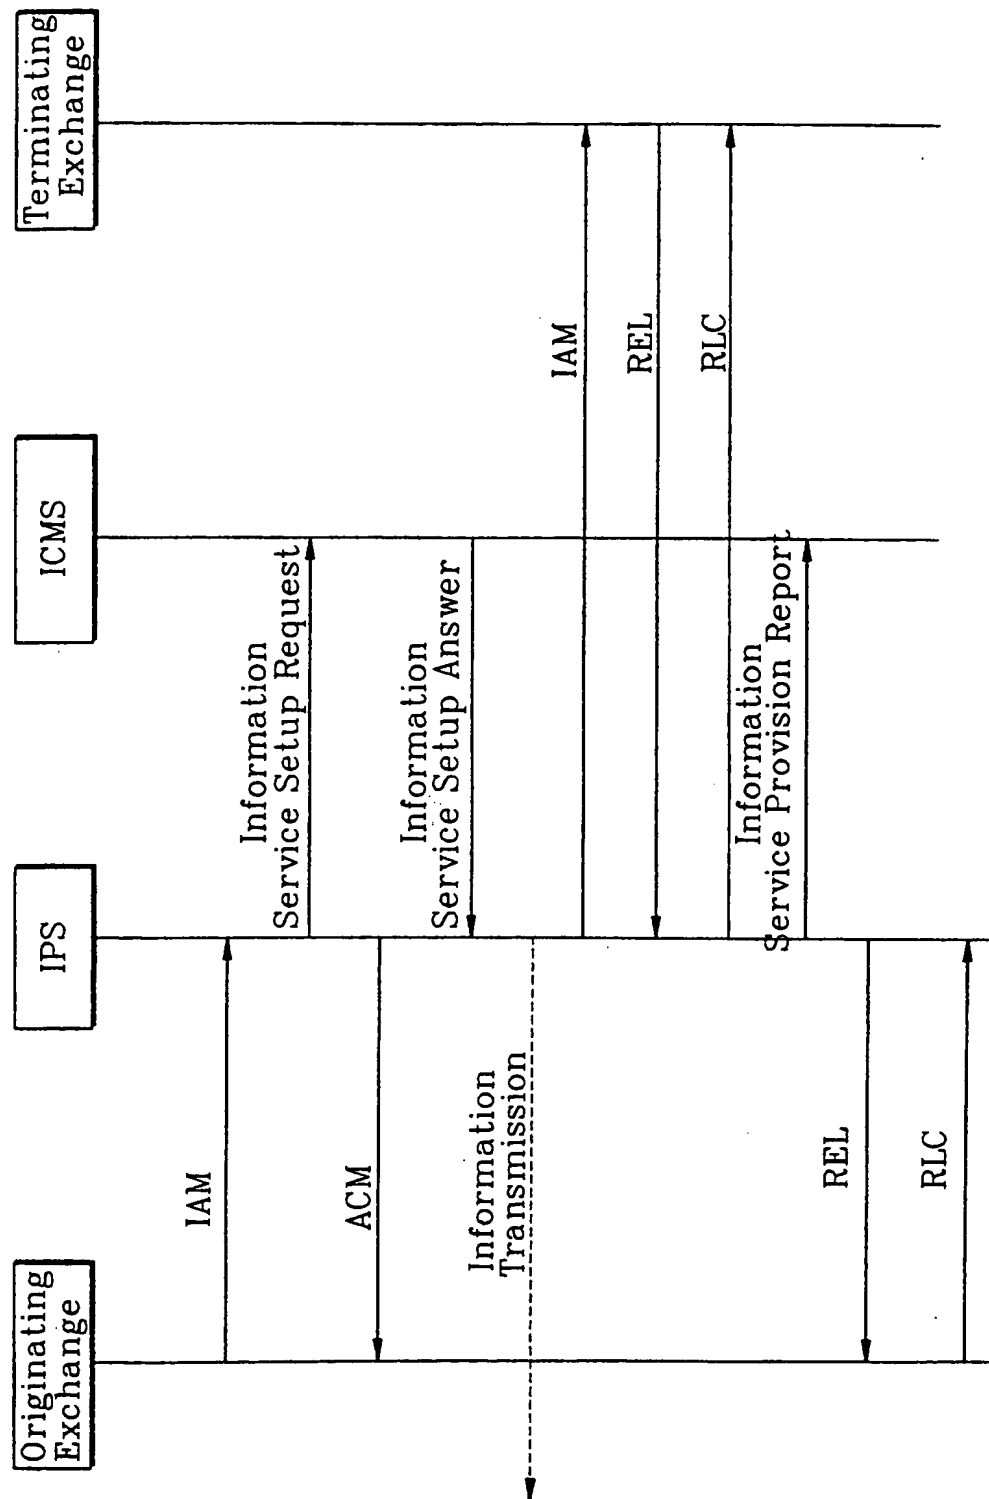 Originating
Exchange
IPS
ICMS
Terminating
Exchange
IAM
Information
Service Setup Request
ACM
Information
Service Setup Answer
Information
Transmission
IAM
REL
RLC
Information
Service Provision Report
REL
RLC